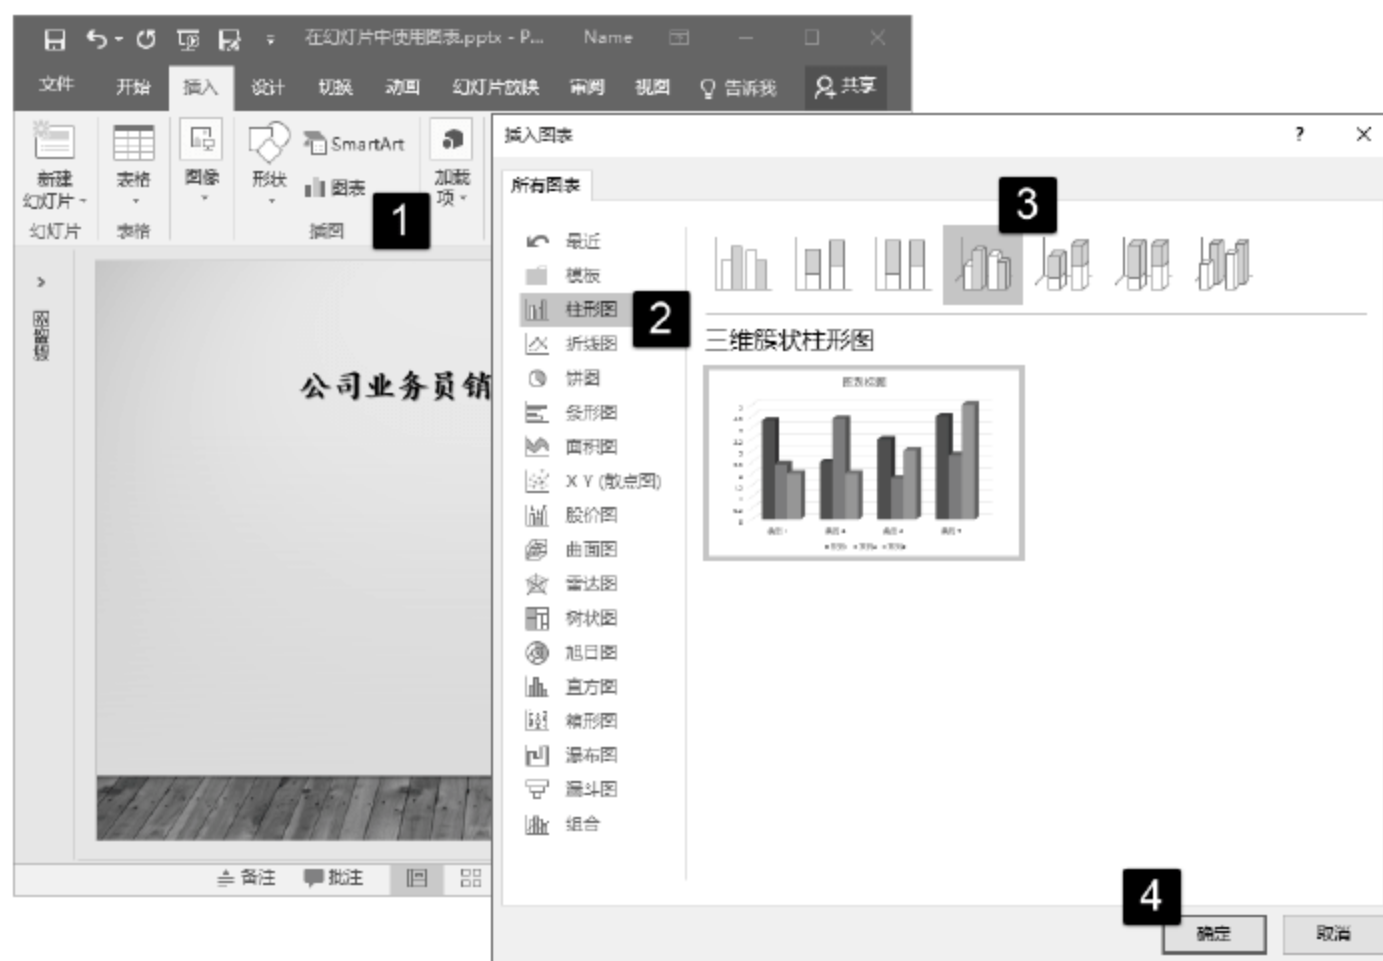 在幻灯片中使用图表.pptx - P... Name
文件 开始 插入 设计 切换 动画 幻灯片放映 审阅 视图 告诉我 共享
新建
幻灯片
表格
图像
形状
SmartArt
图表
加载
项
幻灯片 表格 插图
1
缩略图
公司业务员销
备注 批注
插入图表 ? ×
所有图表
最近
模板
柱形图
折线图
饼图
条形图
面积图
X Y (散点图)
股价图
曲面图
雷达图
树状图
旭日图
直方图
箱形图
瀑布图
漏斗图
组合
2
3
三维簇状柱形图
图表标题
4
确定 取消